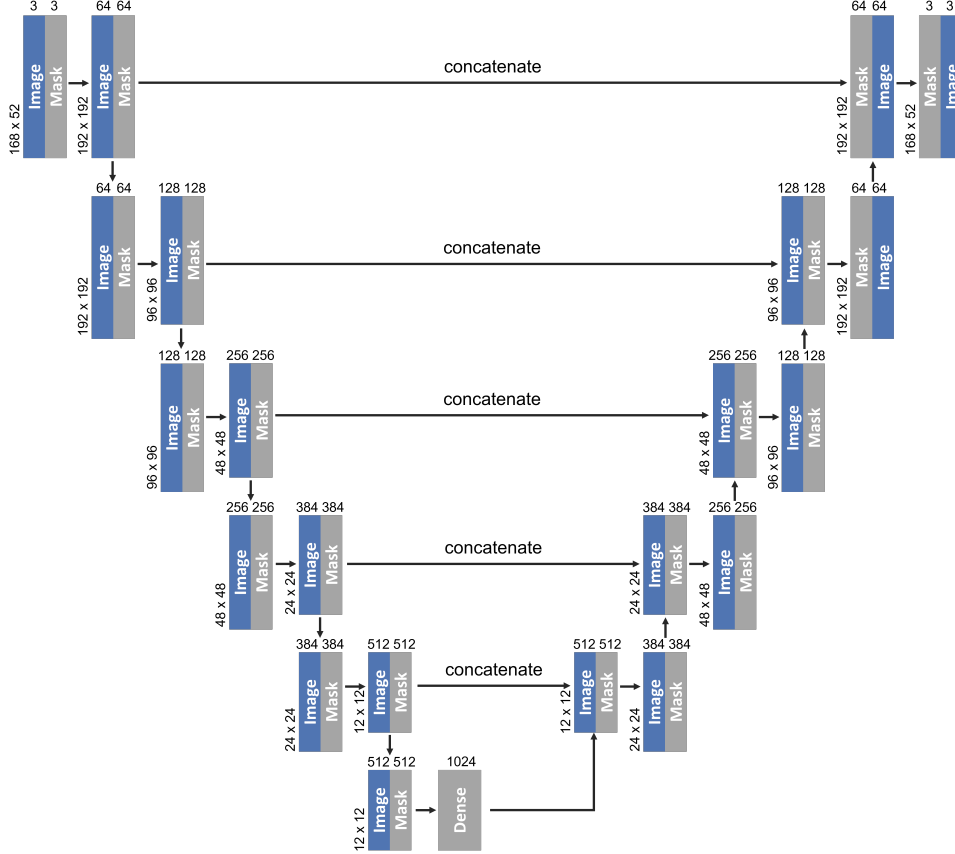 3 3 64 64 64 64 3 3
Image Mask Image Mask concatenate Mask Image Mask Image
168 x 52 192 x 192 192 x 192 168 x 52
64 64 128 128 128 128 64 64
Image Mask Image Mask concatenate Image Mask Mask Image
192 x 192 96 x 96 96 x 96 192 x 192
128 128 256 256 256 256 128 128
Image Mask Image Mask concatenate Image Mask Image Mask
96 x 96 48 x 48 48 x 48 96 x 96
256 256 384 384 384 384 256 256
Image Mask Image Mask concatenate Image Mask Image Mask
48 x 48 24 x 24 24 x 24 48 x 48
384 384 512 512 512 512 384 384
Image Mask Image Mask concatenate Image Mask Image Mask
24 x 24 12 x 12 12 x 12 24 x 24
512 512 1024
Image Mask Dense
12 x 12